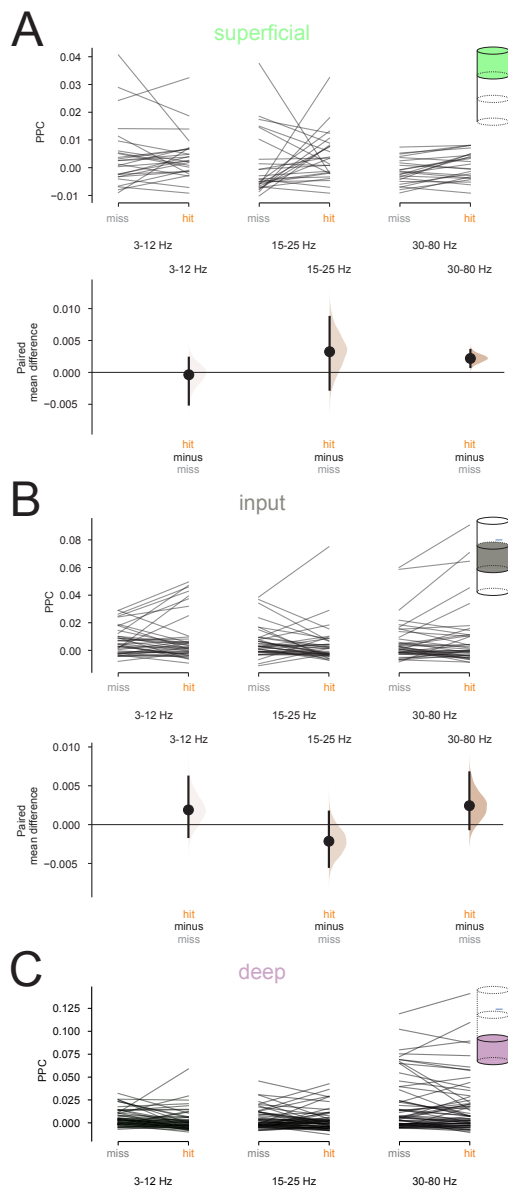 A
superficial
0.04
0.03
0.02
0.01
0.00
−0.01
PPC
miss hit miss hit miss hit
3-12 Hz 15-25 Hz 30-80 Hz
3-12 Hz 15-25 Hz 30-80 Hz
0.010
0.005
0.000
−0.005
Paired
mean difference
hit hit hit
minus minus minus
miss miss miss
B
input
0.08
0.06
0.04
0.02
0.00
PPC
miss hit miss hit miss hit
3-12 Hz 15-25 Hz 30-80 Hz
3-12 Hz 15-25 Hz 30-80 Hz
0.010
0.005
0.000
−0.005
Paired
mean difference
hit hit hit
minus minus minus
miss miss miss
C
deep
0.125
0.100
0.075
0.050
0.025
0.000
PPC
miss hit miss hit miss hit
3-12 Hz 15-25 Hz 30-80 Hz